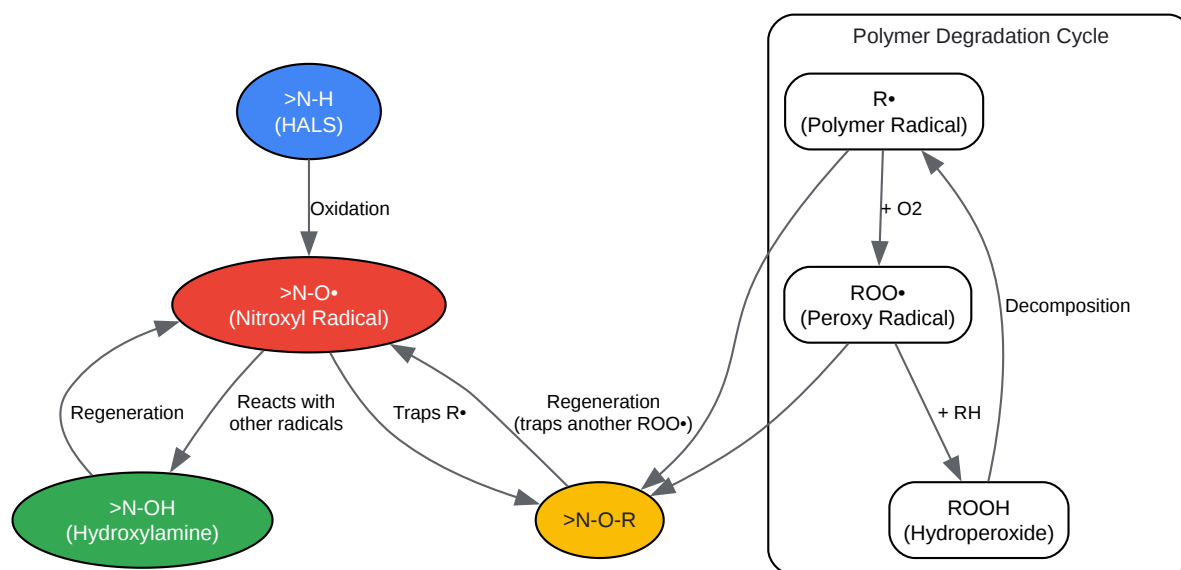 Polymer Degradation Cycle
>N-H
(HALS)
R•
(Polymer Radical)
Oxidation
+ O2
>N-O•
(Nitroxyl Radical)
ROO•
(Peroxy Radical)
Decomposition
Regeneration
Reacts with
other radicals
Traps R•
Regeneration
(traps another ROO•)
+ RH
>N-OH
(Hydroxylamine)
>N-O-R
ROOH
(Hydroperoxide)